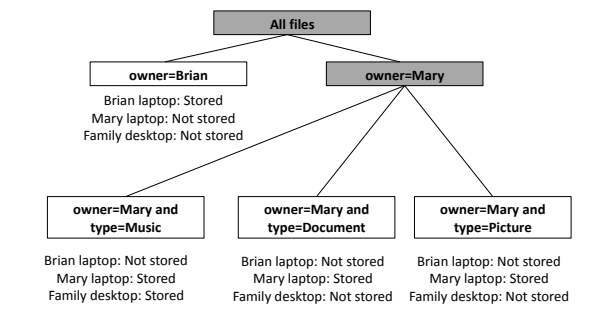 All files
owner=Brian
owner=Mary
Brian laptop: Stored
Mary laptop: Not stored
Family desktop: Not stored
owner=Mary and
type=Music
owner=Mary and
type=Document
owner=Mary and
type=Picture
Brian laptop: Not stored
Mary laptop: Stored
Family desktop: Stored
Brian laptop: Not stored
Mary laptop: Stored
Family desktop: Not stored
Brian laptop: Not stored
Mary laptop: Stored
Family desktop: Not stored